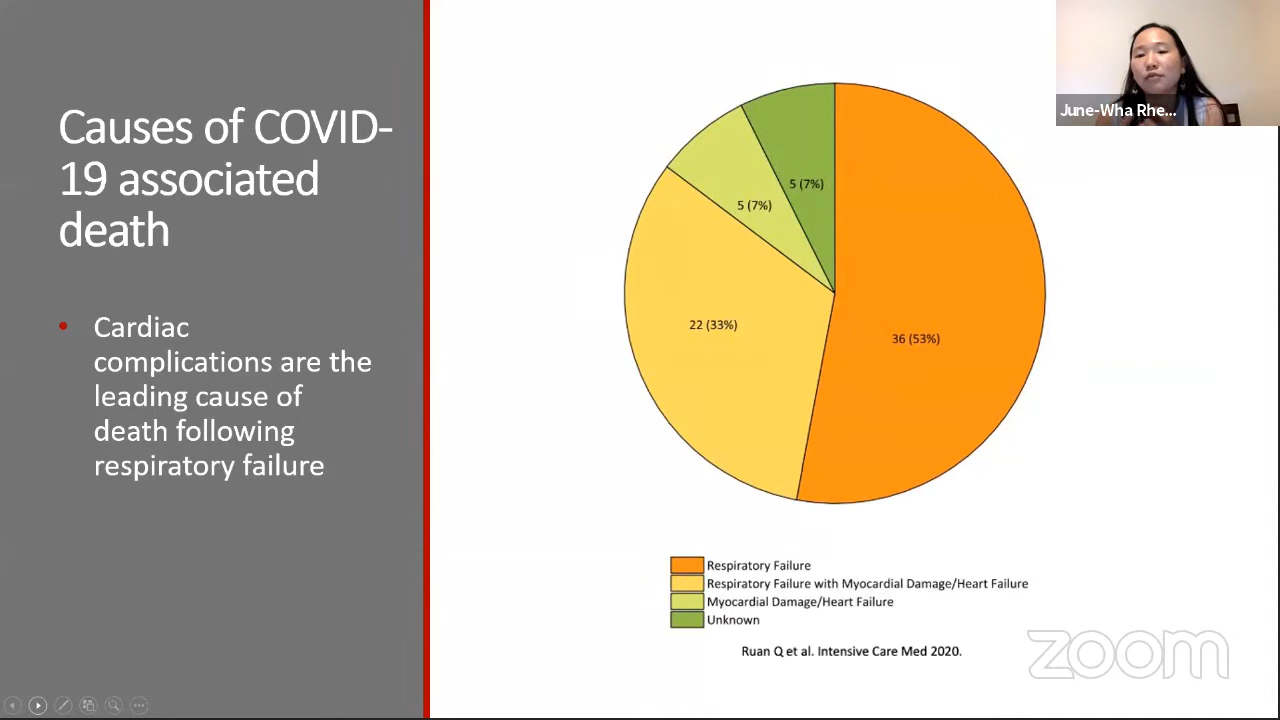 Causes of COVID-
19 associated
death
• Cardiac
complications are the
leading cause of
death following
respiratory failure
5 (7%)
5 (7%)
22 (33%)
36 (53%)
Respiratory Failure
Respiratory Failure with Myocardial Damage/Heart Failure
Myocardial Damage/Heart Failure
Unknown
Ruan Q et al. Intensive Care Med 2020.
June-Wha Rhe...
zoom